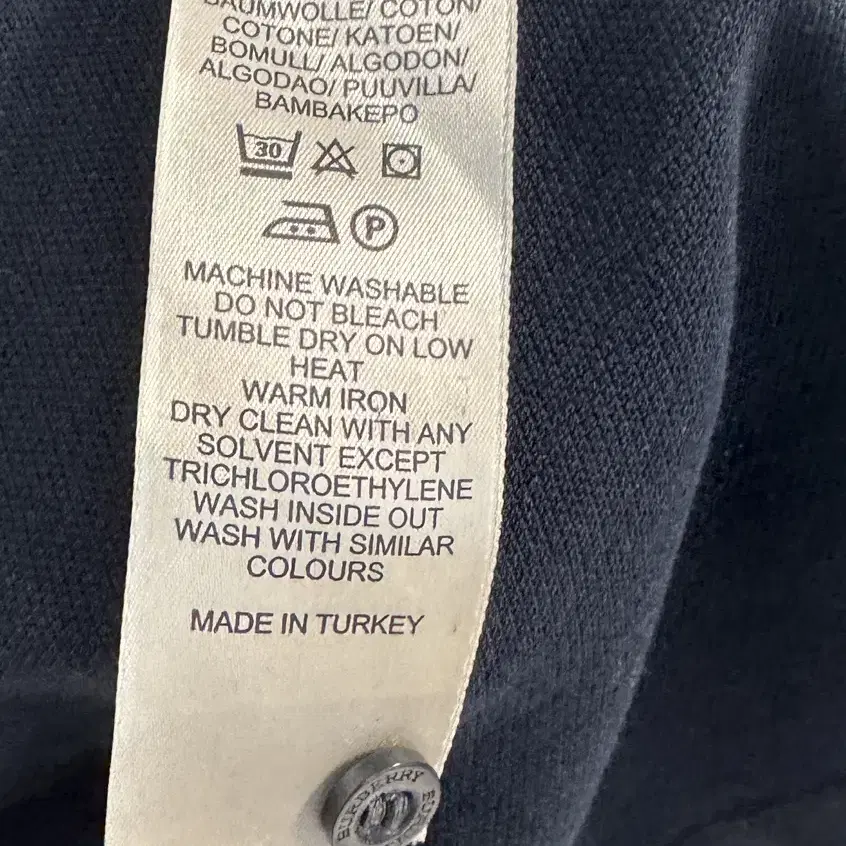 BAUMWOLLE/ COTON/
COTONE/ KATOEN/
BOMULL/ ALGODON/
ALGODAO/ PUUVILLA/
BAMBAKEPO
30
P
MACHINE WASHABLE
DO NOT BLEACH
TUMBLE DRY ON LOW
HEAT
WARM IRON
DRY CLEAN WITH ANY
SOLVENT EXCEPT
TRICHLOROETHYLENE
WASH INSIDE OUT
WASH WITH SIMILAR
COLOURS
MADE IN TURKEY
BURBERRY